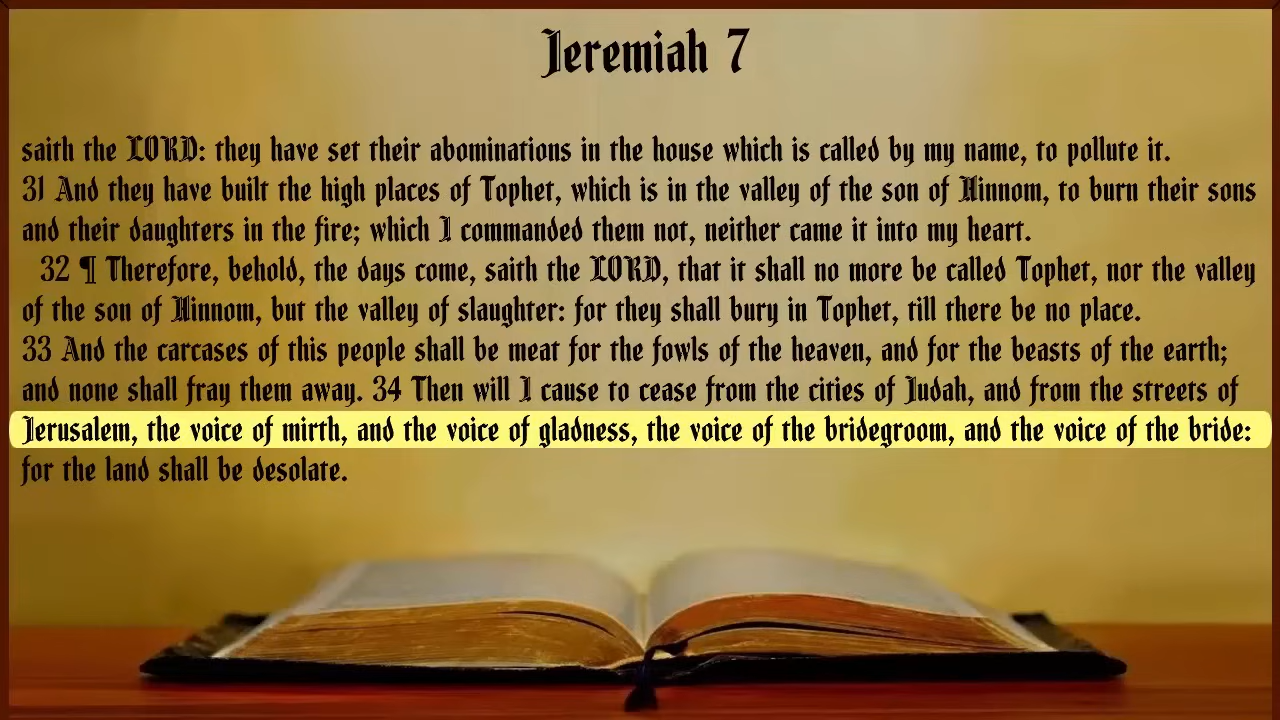 Jeremiah 7
saith the LORD: they have set their abominations in the house which is called by my name, to pollute it.
31 And they have built the high places of Tophet, which is in the valley of the son of Hinnom, to burn their sons
and their daughters in the fire; which I commanded them not, neither came it into my heart.
32 ¶ Therefore, behold, the days come, saith the LORD, that it shall no more be called Tophet, nor the valley
of the son of Hinnom, but the valley of slaughter: for they shall bury in Tophet, till there be no place.
33 And the carcases of this people shall be meat for the fowls of the heaven, and for the beasts of the earth;
and none shall fray them away. 34 Then will I cause to cease from the cities of Judah, and from the streets of
Jerusalem, the voice of mirth, and the voice of gladness, the voice of the bridegroom, and the voice of the bride:
for the land shall be desolate.